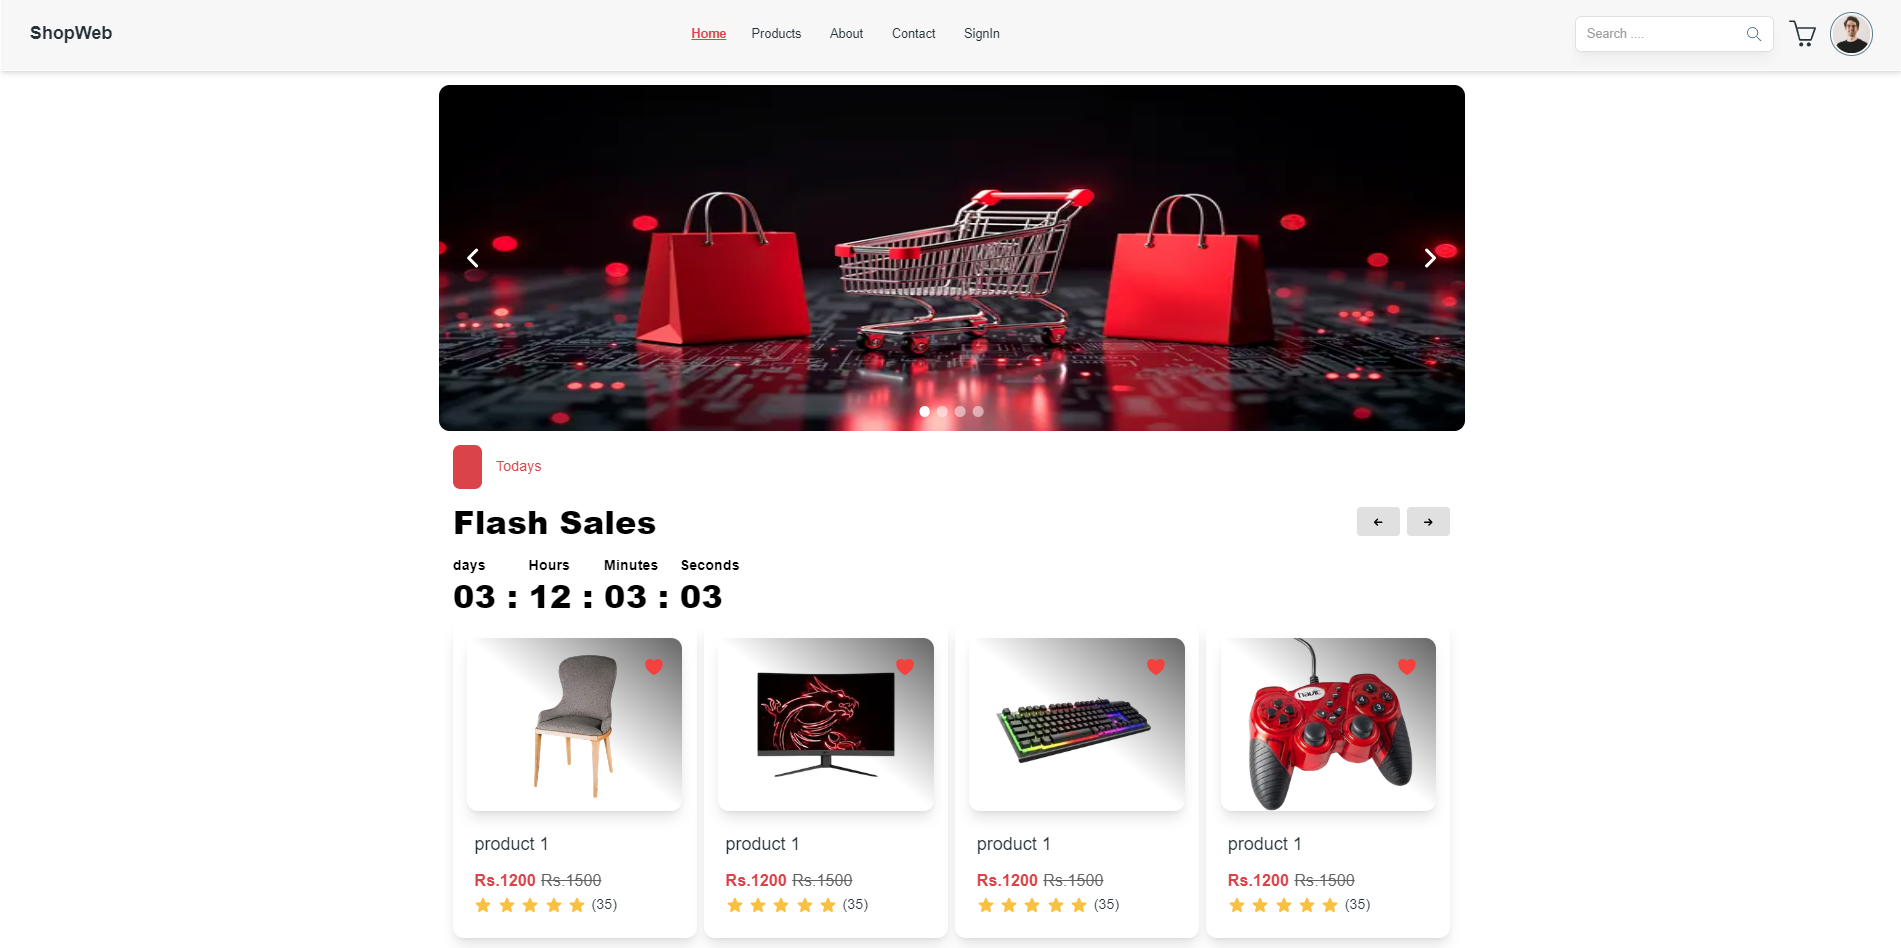 ShopWeb
Home Products About Contact SignIn
Search ....
Todays
Flash Sales
days Hours Minutes Seconds
03 : 12 : 03 : 03
product 1
Rs.1200 Rs.1500
(35)
product 1
Rs.1200 Rs.1500
(35)
product 1
Rs.1200 Rs.1500
(35)
havit
product 1
Rs.1200 Rs.1500
(35)